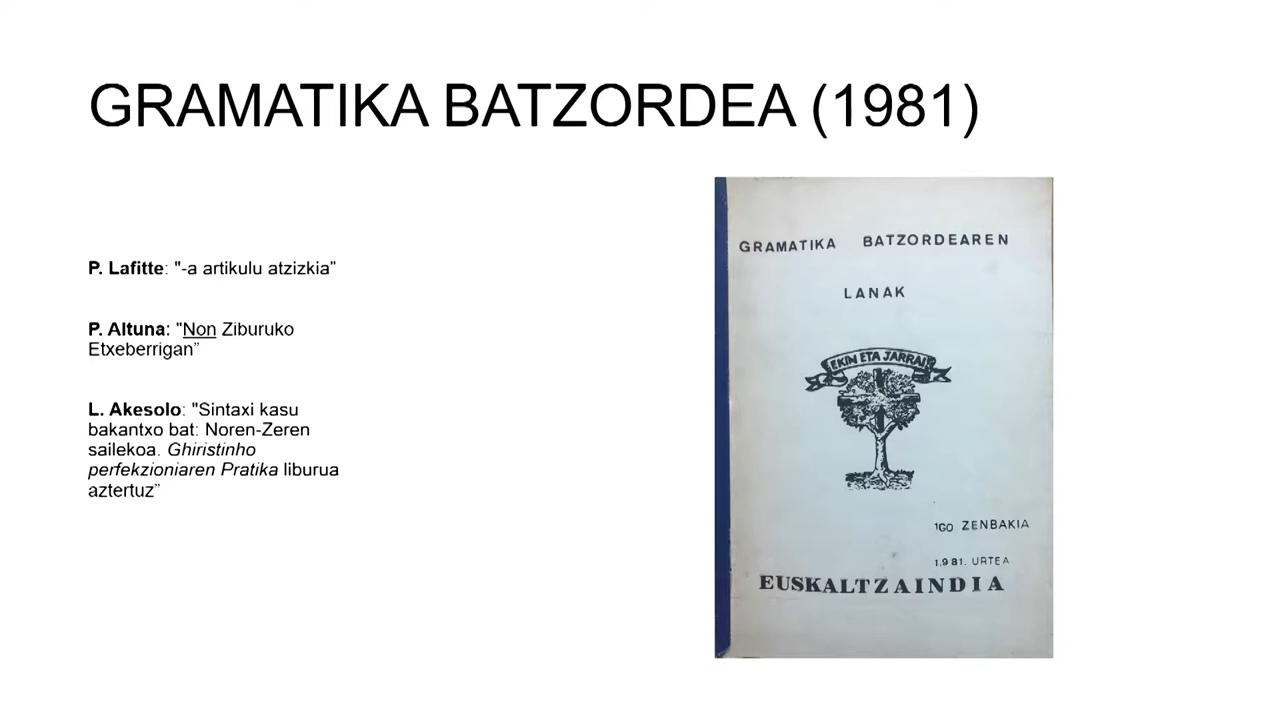 GRAMATIKA BATZORDEA (1981)
P. Lafitte: "-a artikulu atzizkia"
P. Altuna: "Non Ziburuko
Etxeberrigan”
L. Akesolo: "Sintaxi kasu
bakantxo bat: Noren-Zeren
sailekoa. Ghiristinho
perfekzioniaren Pratika liburua
aztertuz”
GRAMATIKA BATZORDEAREN
LANAK
EKIN ETA JARRAI
1GO ZENBAKIA
1.981. URTEA
EUSKALTZAINDIA